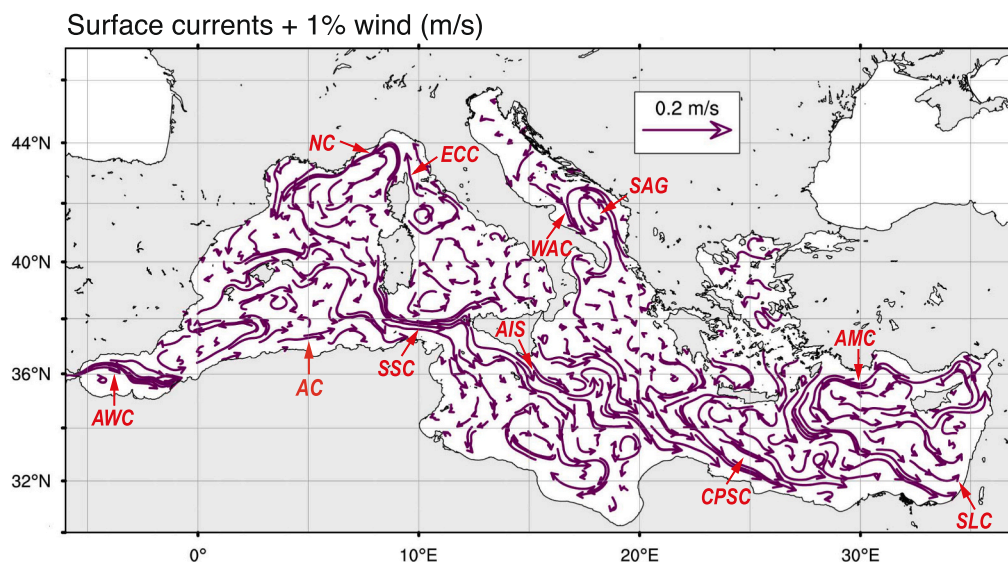 Surface currents + 1% wind (m/s)
0.2 m/s
44°N
40°N
36°N
32°N
NC
ECC
SAG
WAC
AIS
AMC
SSC
AC
AWC
CPSC
SLC
0°
10°E
20°E
30°E